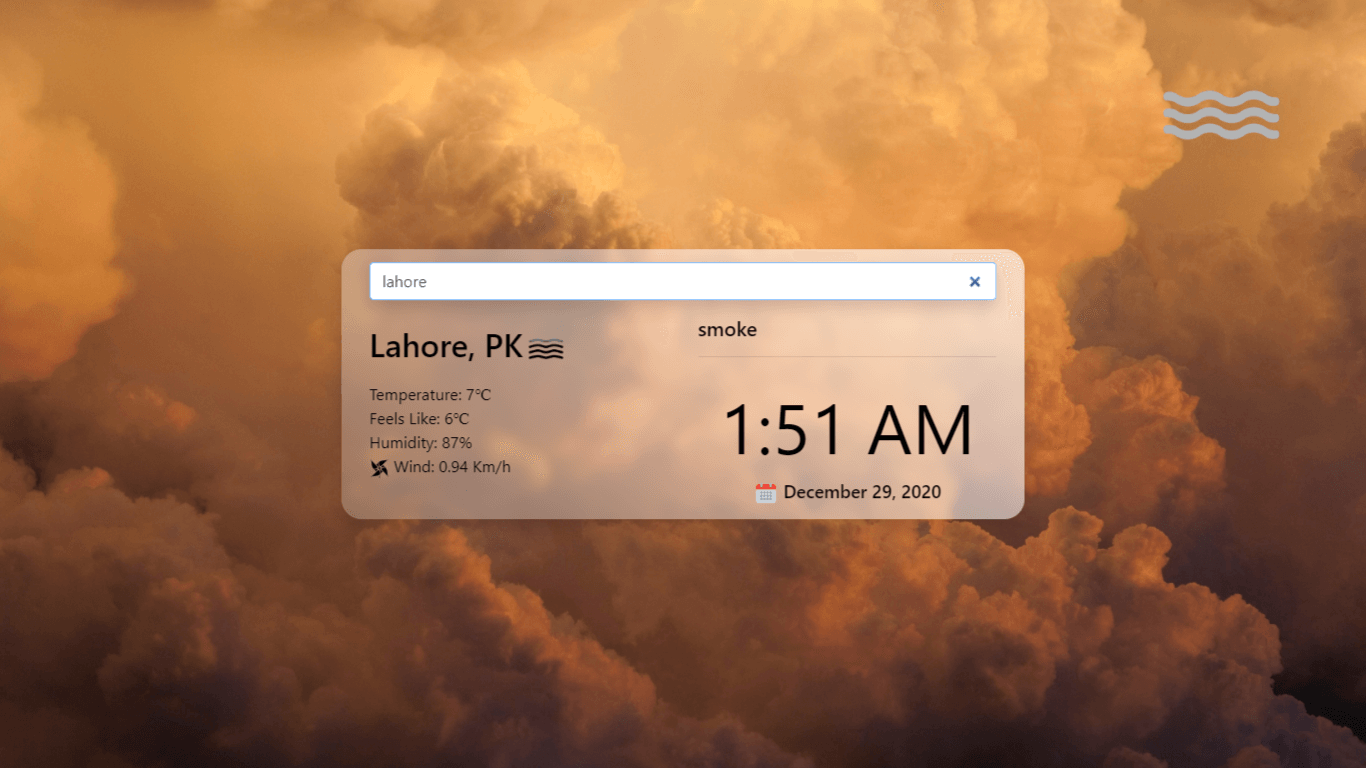 lahore
Lahore, PK
Temperature: 7°C
Feels Like: 6°C
Humidity: 87%
Wind: 0.94 Km/h
smoke
1:51 AM
December 29, 2020